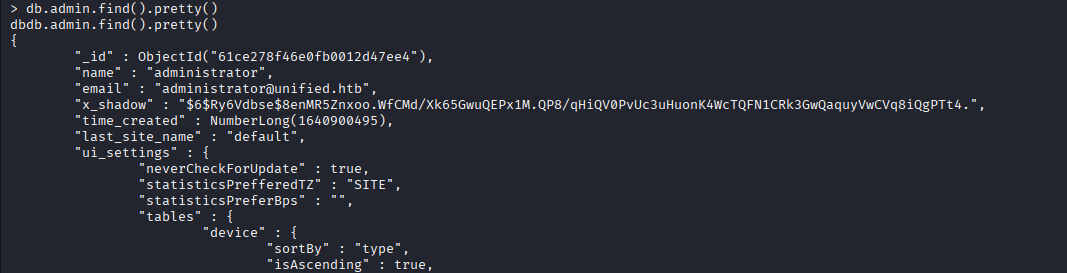 > db.admin.find().pretty()
dbdb.admin.find().pretty()
{
        "_id" : ObjectId("61ce278f46e0fb0012d47ee4"),
        "name" : "administrator",
        "email" : "administrator@unified.htb",
        "x_shadow" : "$6$Ry6Vdbse$8enMR5Znxoo.WfCMd/Xk65GwuQEPx1M.QP8/qHiQV0PvUc3uHuonK4WcTQFN1CRk3GwQaquyVwCVq8iQgPTt4.",
        "time_created" : NumberLong(1640900495),
        "last_site_name" : "default",
        "ui_settings" : {
                "neverCheckForUpdate" : true,
                "statisticsPrefferedTZ" : "SITE",
                "statisticsPreferBps" : "",
                "tables" : {
                        "device" : {
                                "sortBy" : "type",
                                "isAscending" : true,